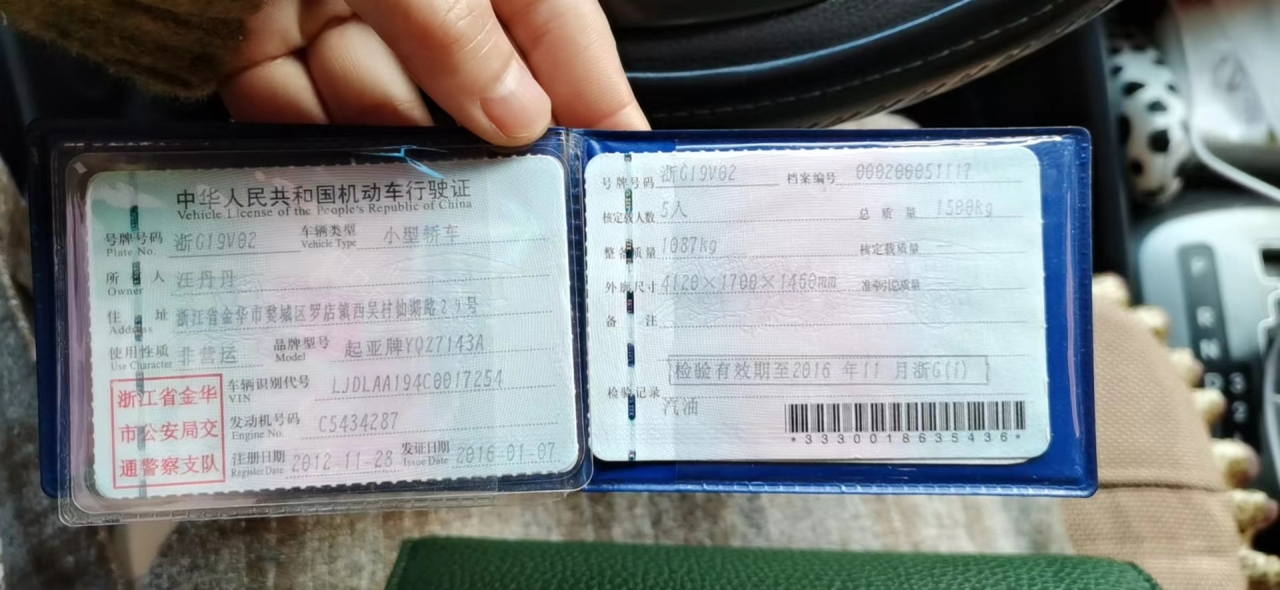 中华人民共和国机动车行驶证
Vehicle License of the People's Republic of China
号牌号码 浙G19V02 车辆类型 小型轿车
Plate No. Vehicle Type
所有人 汪丹丹
Owner
住址 浙江省金华市婺城区罗店镇西吴村仙湖路29号
Address
使用性质 非营运 品牌型号 起亚牌YQZ7143A
Use Character Model
浙江省金华
市公安局交
通警察支队
车辆识别代号 LJDLAA194C0017254
VIN
发动机号码 C5434287
Engine No.
注册日期 2012-11-28 发证日期 2016-01-07
Register Date Issue Date
号牌号码 浙G19V02 档案编号 000200051117
核定载人数 5人 总质量 1500kg
整备质量 1087kg 核定载质量
外廓尺寸 4120×1700×1460mm 准牵引总质量
备注
检验有效期至2016 年11 月浙G(f)
检验记录
汽油
*3330018635436*
P
R
N
D 3
2